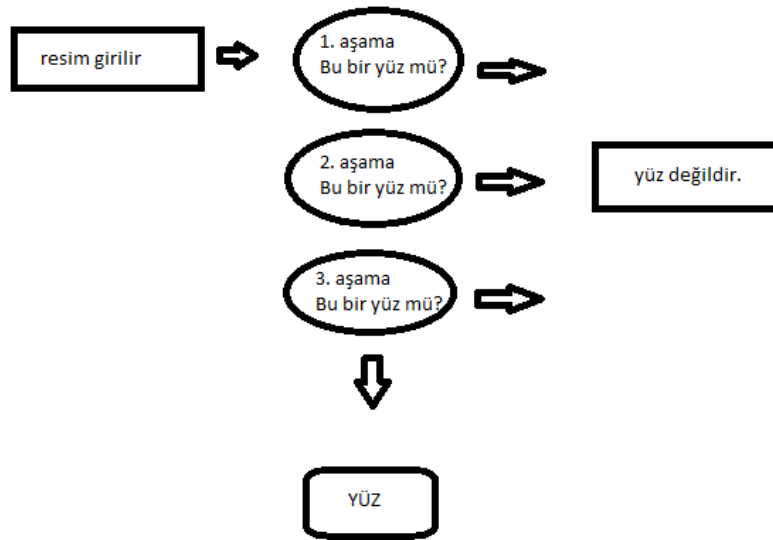 resim girilir
1. aşama
Bu bir yüz mü?
2. aşama
Bu bir yüz mü?
yüz değildir.
3. aşama
Bu bir yüz mü?
YÜZ